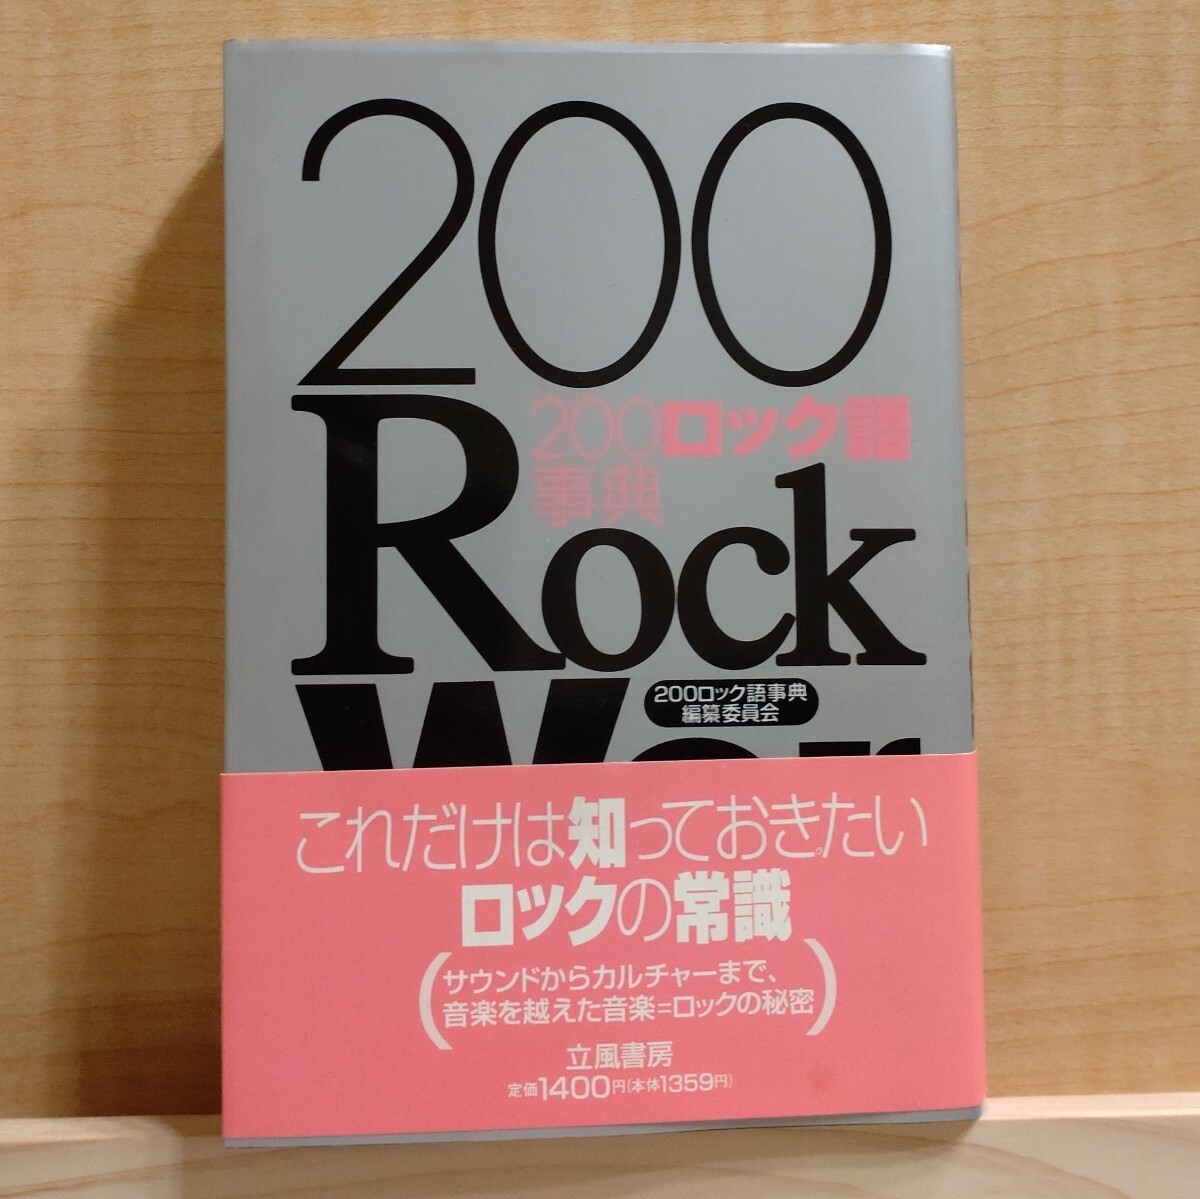 200
200ロック語
事典
Rock
200ロック語事典
編纂委員会
Wor
これだけは知っておきたい
ロックの常識
(サウンドからカルチャーまで、
音楽を越えた音楽=ロックの秘密)
立風書房
定価1400円(本体1359円)